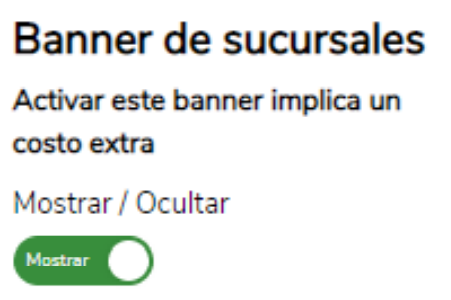 Banner de sucursales
Activar este banner implica un
costo extra
Mostrar / Ocultar
Mostrar